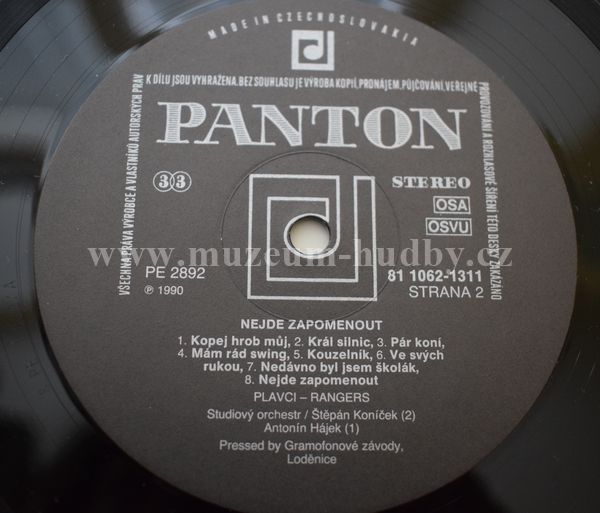 MADE IN CZECHOSLOVAKIA
VŠECHNA PRÁVA VÝROBCE A VLASTNÍKŮ AUTORSKÝCH PRÁV
K DÍLU JSOU VYHRAŽENA. BEZ SOUHLASU JE VÝROBA KOPIÍ, PRONÁJEM, PŮJČOVÁNÍ, VEŘEJNÉ
PROVOZOVÁNÍ A ROZHLASOVÉ ŠÍŘENÍ TÉTO DESKY ZAKÁZÁNO
PANTON
33 STEREO
OSA
OSVU
www.muzeum-hudby.cz
PE 2892 81 1062-1311
℗ 1990 STRANA 2
NEJDE ZAPOMENOUT
1. Kopej hrob můj, 2. Král silnic, 3. Pár koní,
4. Mám rád swing, 5. Kouzelník, 6. Ve svých
rukou, 7. Nedávno byl jsem školák,
8. Nejde zapomenout
PLAVCI – RANGERS
Studiový orchestr / Štěpán Koníček (2)
Antonín Hájek (1)
Pressed by Gramofonové závody,
Loděnice